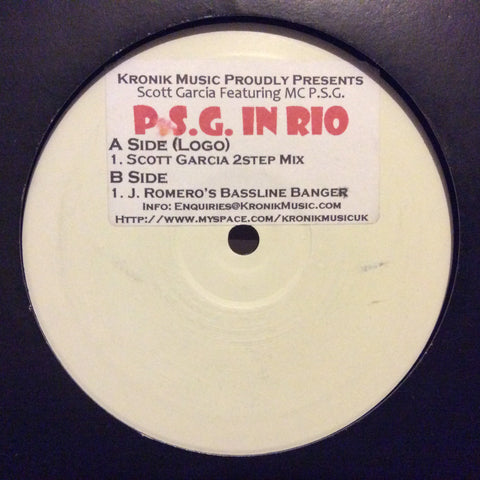 Kronik Music Proudly Presents
Scott Garcia Featuring MC P.S.G.
P.S.G. IN RIO
A Side (Logo)
1. Scott Garcia 2step Mix
B Side
1. J. Romero's Bassline Banger
Info: Enquiries@KronikMusic.com
Http://www.myspace.com/kronikmusicuk